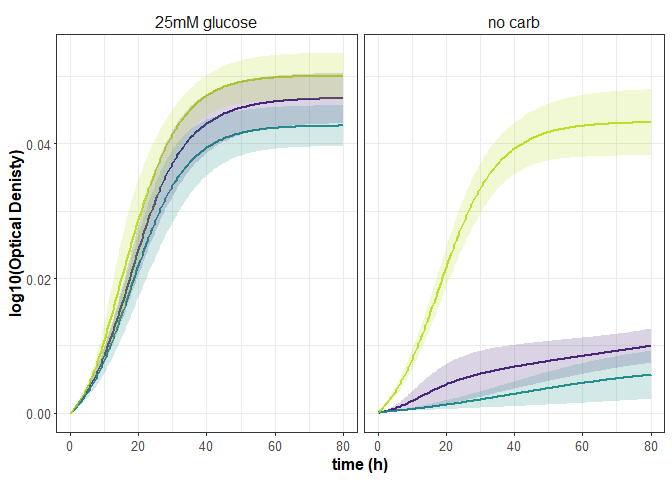 25mM glucose no carb
log10(Optical Denisty)
0.04
0.02
0.00
0 20 40 60 80 0 20 40 60 80
time (h)